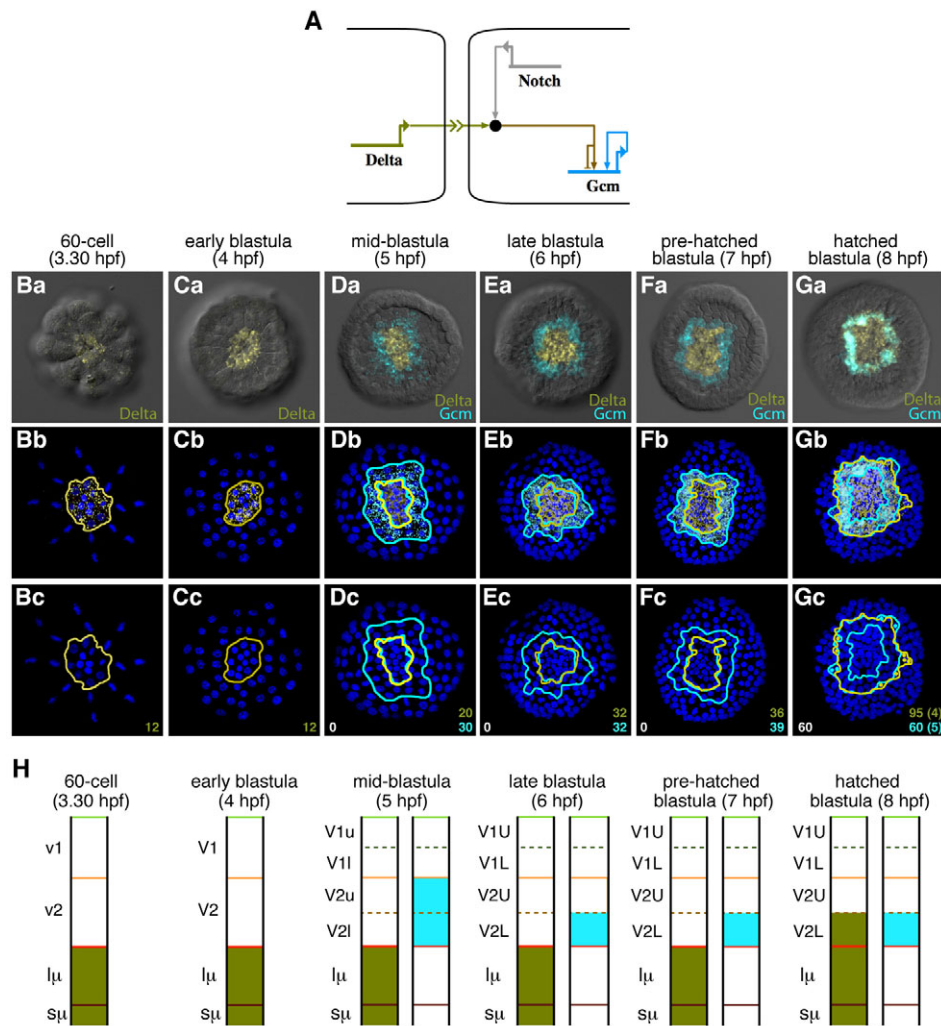 A
Notch
Delta
Gcm
60-cell
(3.30 hpf)
early blastula
(4 hpf)
mid-blastula
(5 hpf)
late blastula
(6 hpf)
pre-hatched
blastula (7 hpf)
hatched
blastula (8 hpf)
Ba
Delta
Ca
Delta
Da
Delta
Gcm
Ea
Delta
Gcm
Fa
Delta
Gcm
Ga
Delta
Gcm
Bb
Cb
Db
Eb
Fb
Gb
Bc
12
Cc
12
Dc
20
0 30
Ec
32
0 32
Fc
36
0 39
Gc
95 (4)
60 60 (5)
H
60-cell
(3.30 hpf)
early blastula
(4 hpf)
mid-blastula
(5 hpf)
late blastula
(6 hpf)
pre-hatched
blastula (7 hpf)
hatched
blastula (8 hpf)
v1
v2
lμ
sμ
V1
V2
lμ
sμ
V1u
V1l
V2u
V2l
lμ
sμ
V1U
V1L
V2U
V2L
lμ
sμ
V1U
V1L
V2U
V2L
lμ
sμ
V1U
V1L
V2U
V2L
lμ
sμ